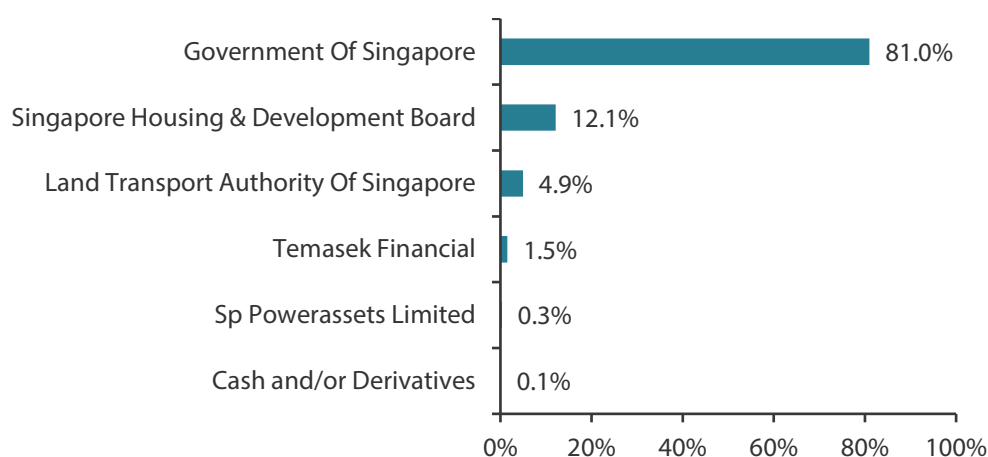 Government Of Singapore 81.0%
Singapore Housing & Development Board 12.1%
Land Transport Authority Of Singapore 4.9%
Temasek Financial 1.5%
Sp Powerassets Limited 0.3%
Cash and/or Derivatives 0.1%
0% 20% 40% 60% 80% 100%